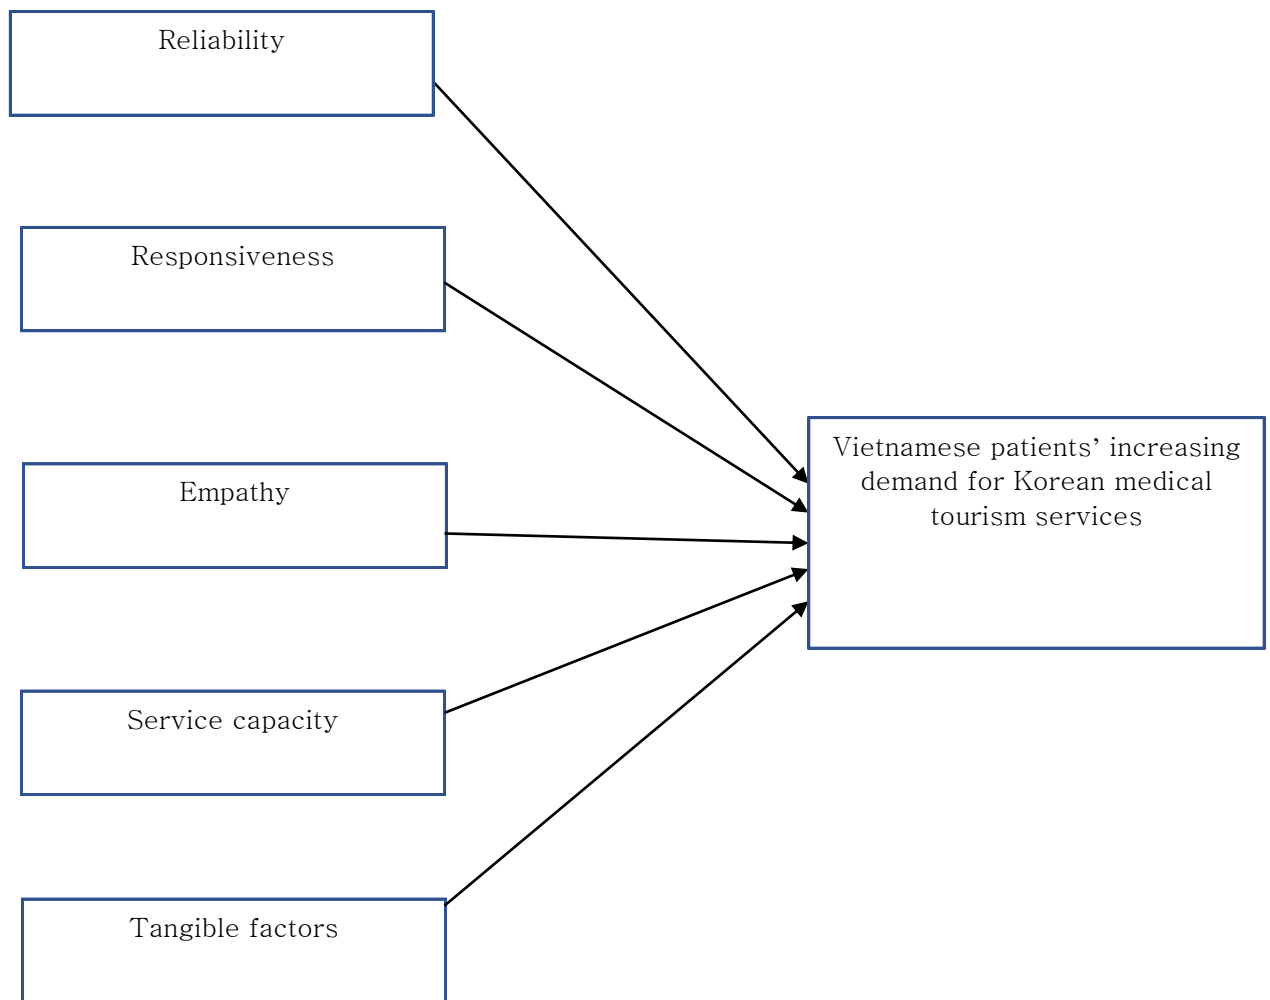 Reliability
Responsiveness
Empathy
Service capacity
Tangible factors
Vietnamese patients’ increasing
demand for Korean medical
tourism services